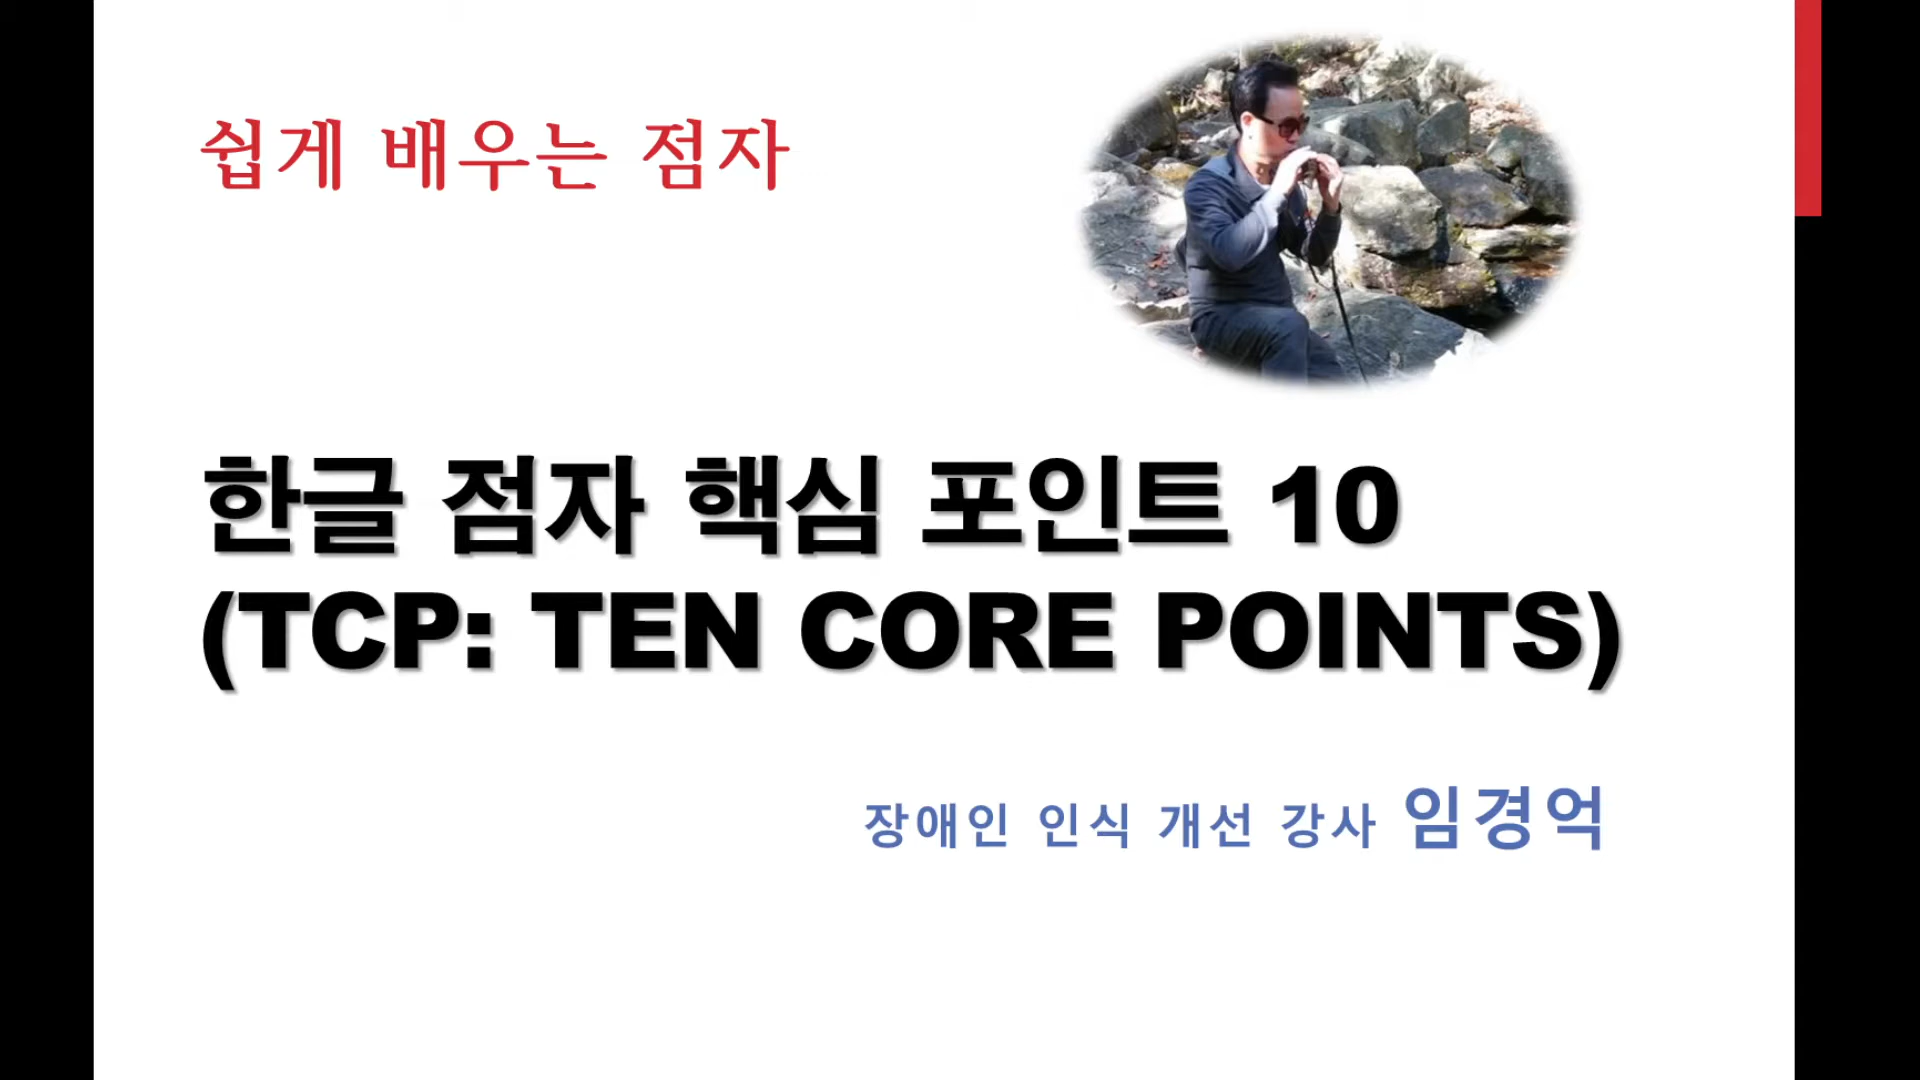 쉽게 배우는 점자
한글 점자 핵심 포인트 10
(TCP: TEN CORE POINTS)
장애인 인식 개선 강사 임경억